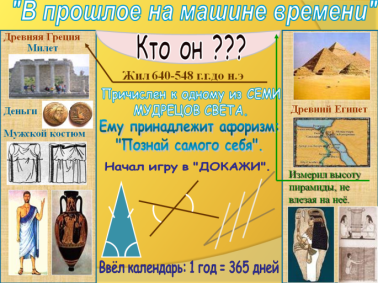 "В прошлое на машине времени"
Древняя Греция
Милет
Деньги
Мужской костюм
Кто он ???
Жил 640-548 г.г.до н.э
Причислен к одному из СЕМИ
МУДРЕЦОВ СВЕТА.
Ему принадлежит афоризм:
"Познай самого себя".
Начал игру в "ДОКАЖИ".
Ввёл календарь: 1 год = 365 дней
Древний Египет
Измерил высоту
пирамиды, не
влезая на неё.